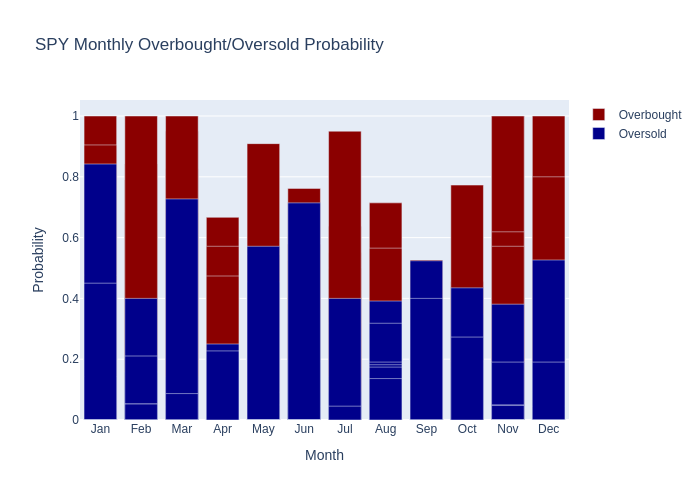 SPY Monthly Overbought/Oversold Probability
Overbought
Oversold
1
0.8
0.6
0.4
0.2
0
Probability
Jan Feb Mar Apr May Jun Jul Aug Sep Oct Nov Dec
Month